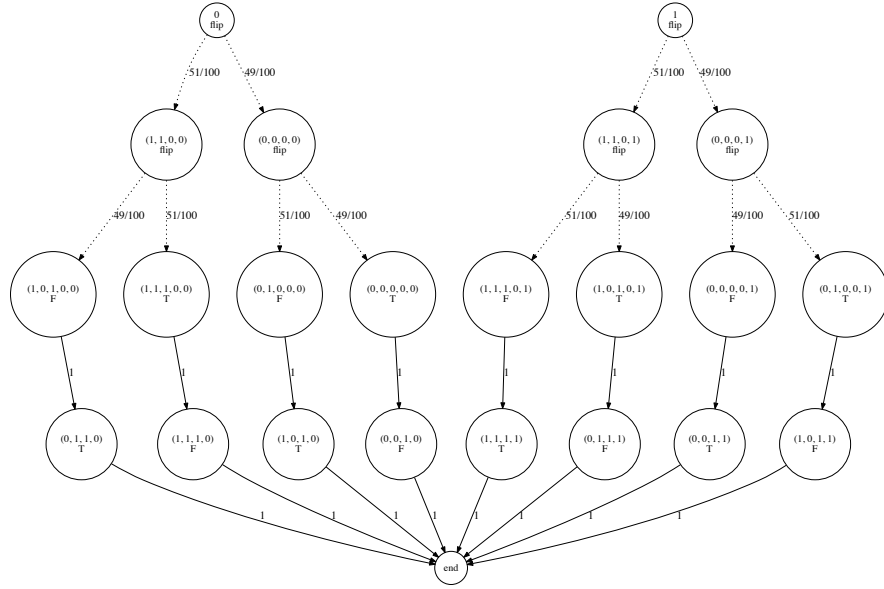 0
flip
1
flip
51/100
49/100
51/100
49/100
(1, 1, 0, 0)
flip
(0, 0, 0, 0)
flip
(1, 1, 0, 1)
flip
(0, 0, 0, 1)
flip
49/100
51/100
51/100
49/100
51/100
49/100
49/100
51/100
(1, 0, 1, 0, 0)
F
(1, 1, 1, 0, 0)
T
(0, 1, 0, 0, 0)
F
(0, 0, 0, 0, 0)
T
(1, 1, 1, 0, 1)
F
(1, 0, 1, 0, 1)
T
(0, 0, 0, 0, 1)
F
(0, 1, 0, 0, 1)
T
1
1
1
1
1
1
1
1
(0, 1, 1, 0)
T
(1, 1, 1, 0)
F
(1, 0, 1, 0)
T
(0, 0, 1, 0)
F
(1, 1, 1, 1)
T
(0, 1, 1, 1)
F
(0, 0, 1, 1)
T
(1, 0, 1, 1)
F
1
1
1
1
1
1
1
1
end